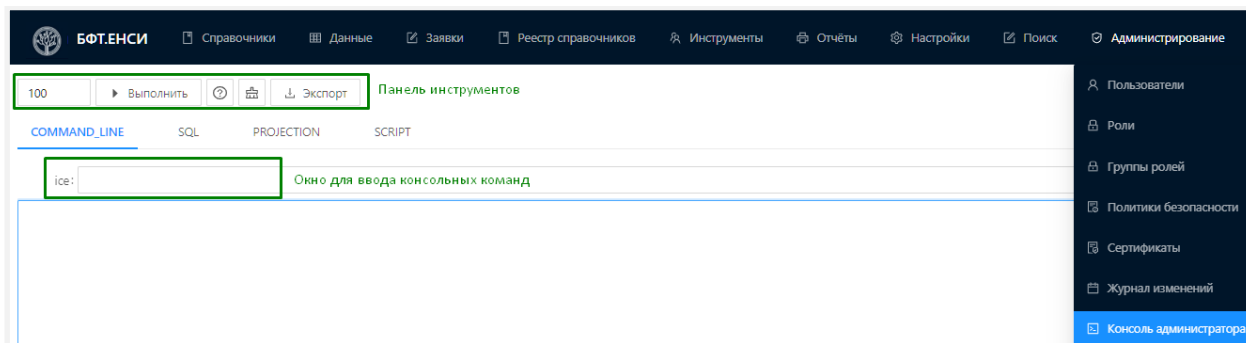 БФТ.ЕНСИ Справочники Данные Заявки Реестр справочников Инструменты Отчёты Настройки Поиск Администрирование
100 Выполнить Экспорт Панель инструментов
COMMAND_LINE SQL PROJECTION SCRIPT
ice: Окно для ввода консольных команд
Пользователи
Роли
Группы ролей
Политики безопасности
Сертификаты
Журнал изменений
Консоль администратора